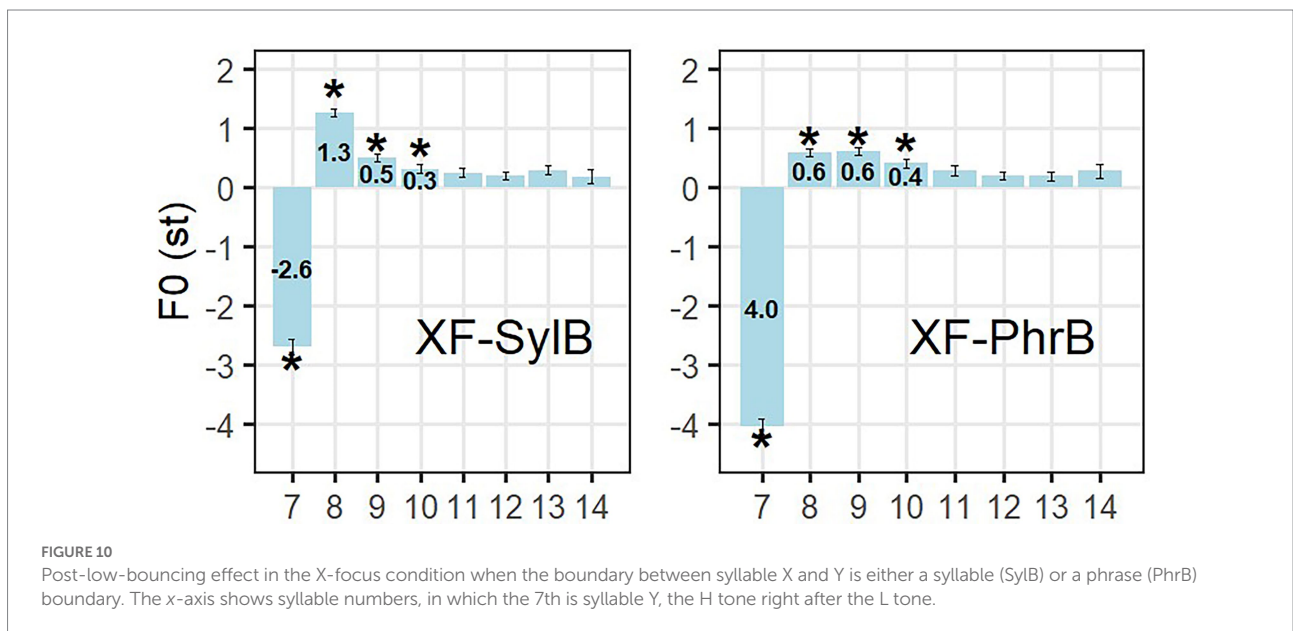 F0 (st)
2
1
0
-1
-2
-3
-4
* * *
1.3 0.5 0.3
-2.6
*
XF-SylB
7 8 9 10 11 12 13 14
2
1
0
-1
-2
-3
-4
* * *
0.6 0.6 0.4
4.0
*
XF-PhrB
7 8 9 10 11 12 13 14
FIGURE 10
Post-low-bouncing effect in the X-focus condition when the boundary between syllable X and Y is either a syllable (SylB) or a phrase (PhrB)
boundary. The x-axis shows syllable numbers, in which the 7th is syllable Y, the H tone right after the L tone.